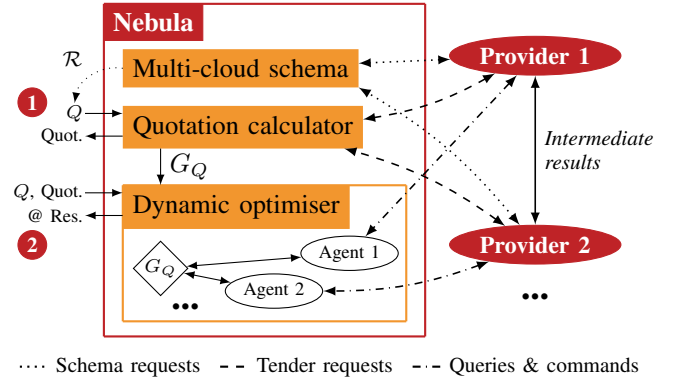 Nebula
ℛ
Multi-cloud schema
Provider 1
1
Q
Quot.
Quotation calculator
Intermediate
results
G_Q
Q, Quot.
@ Res.
Dynamic optimiser
2
Provider 2
G_Q
Agent 1
Agent 2
•••
•••
Schema requests
Tender requests
Queries & commands